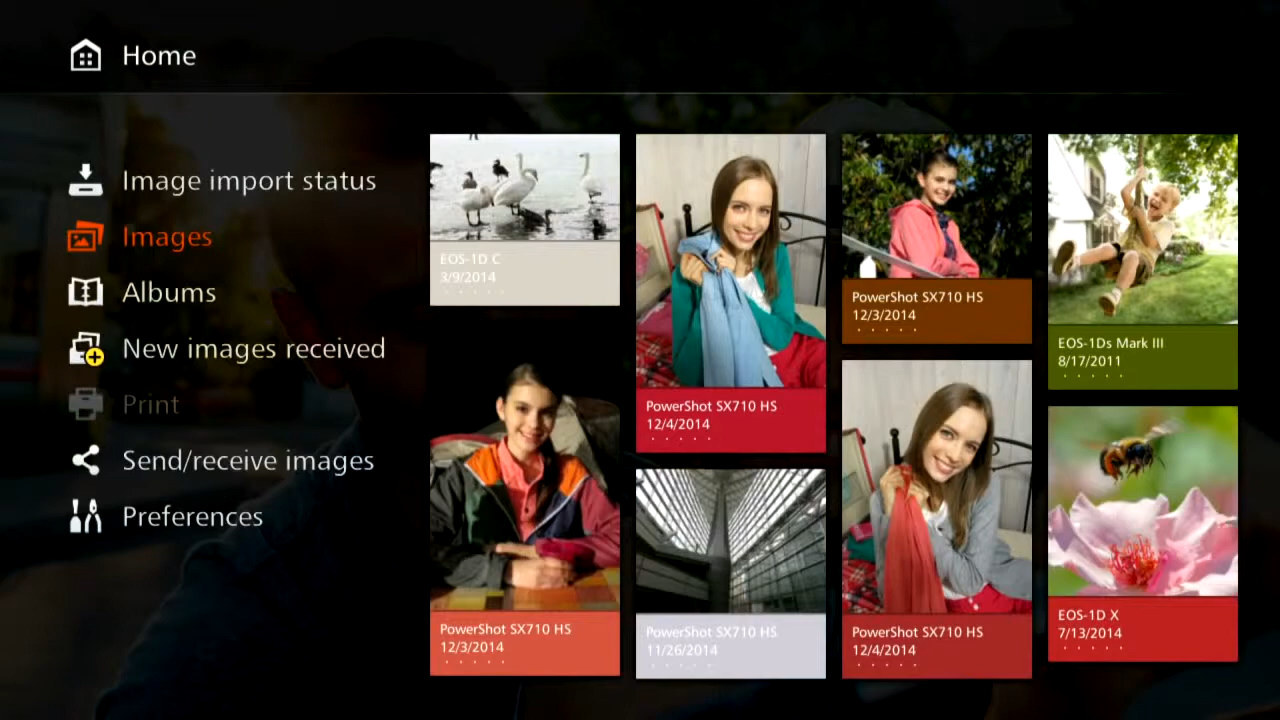 Home
Image import status
Images
Albums
New images received
Print
Send/receive images
Preferences
EOS-1D C
3/9/2014
PowerShot SX710 HS
12/3/2014
PowerShot SX710 HS
12/4/2014
PowerShot SX710 HS
11/26/2014
PowerShot SX710 HS
12/3/2014
PowerShot SX710 HS
12/4/2014
EOS-1Ds Mark III
8/17/2011
EOS-1D X
7/13/2014